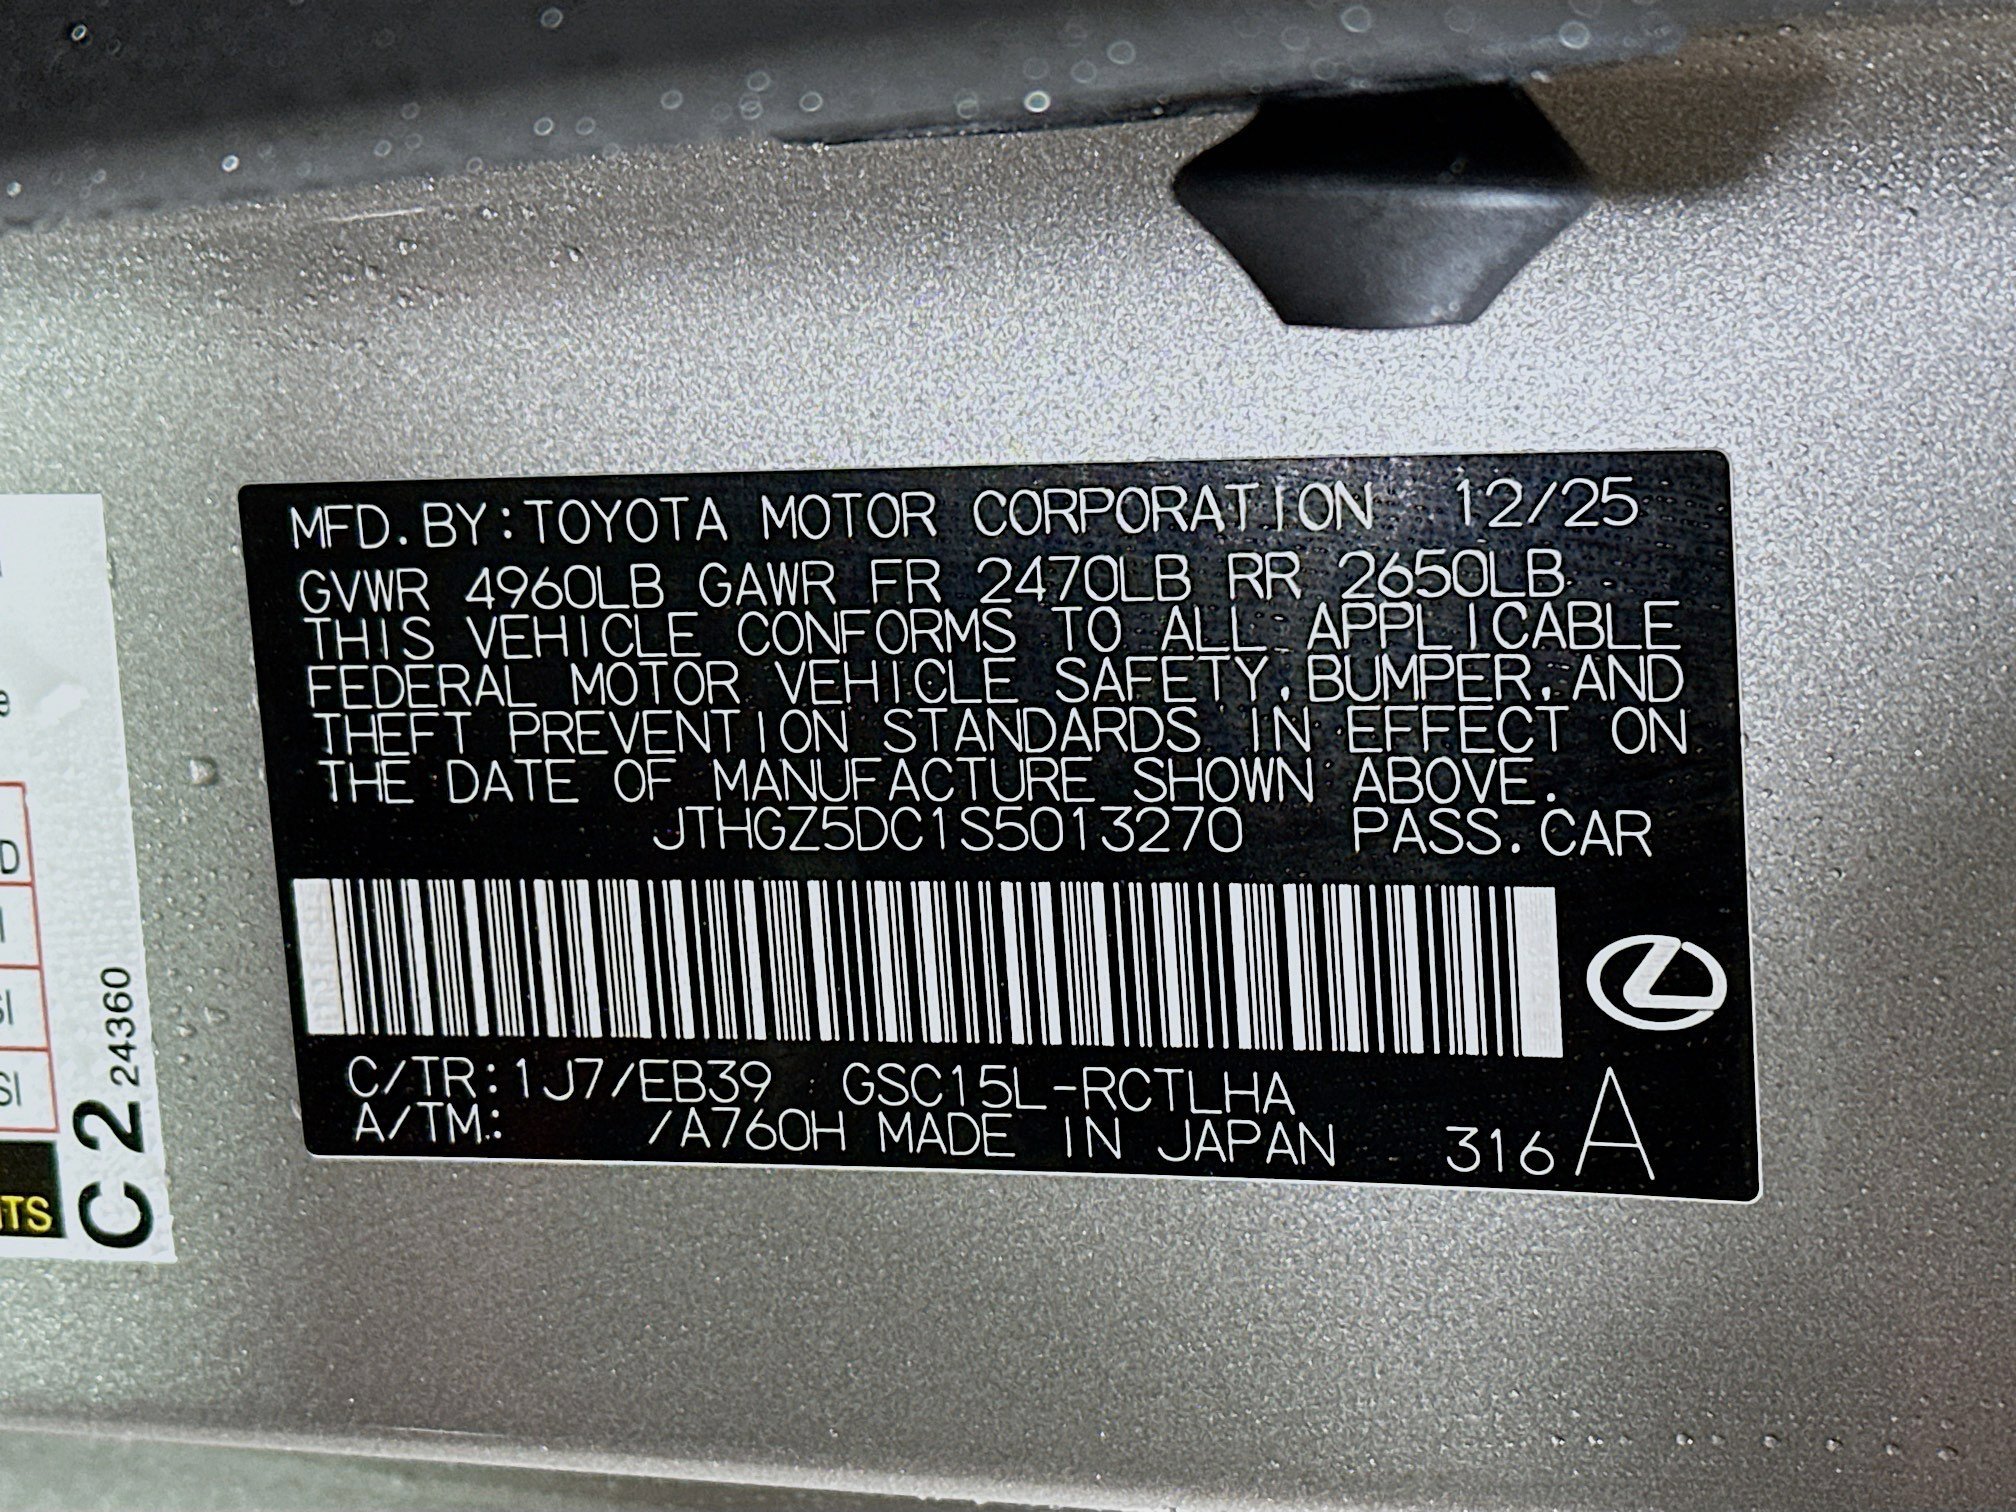 MFD. BY: TOYOTA MOTOR CORPORATION 12/25
GVWR 4960LB GAWR FR 2470LB RR 2650LB
THIS VEHICLE CONFORMS TO ALL APPLICABLE
FEDERAL MOTOR VEHICLE SAFETY, BUMPER, AND
THEFT PREVENTION STANDARDS IN EFFECT ON
THE DATE OF MANUFACTURE SHOWN ABOVE.
JTHGZ5DC1S5013270 PASS. CAR
C/TR: 1J7/EB39 GSC15L-RCTLHA
A/TM: /A760H MADE IN JAPAN 316 A
C2 24360